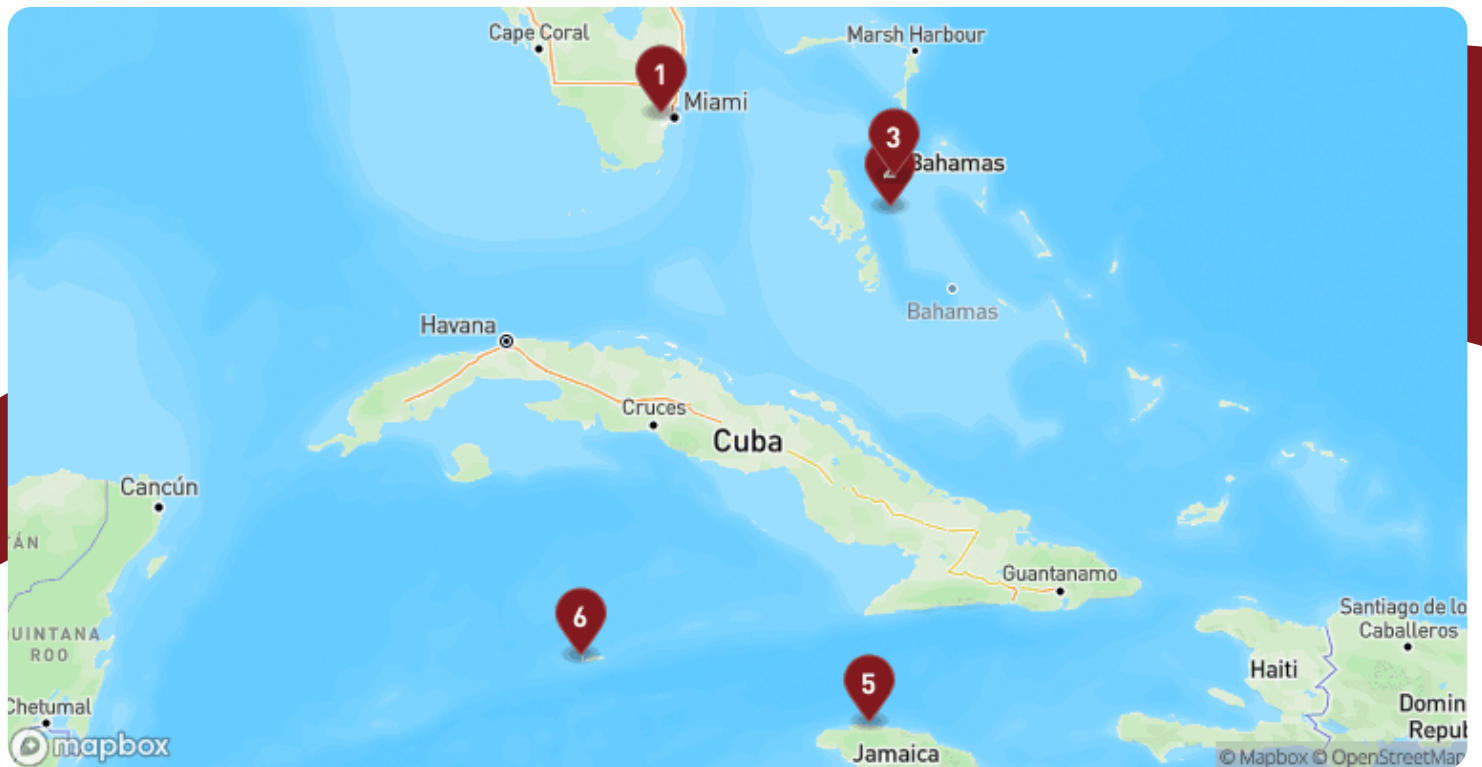 Cape Coral
Marsh Harbour
1
Miami
3
Bahamas
Bahamas
Havana
Cruces
Cuba
Cancún
ÁN
Guantanamo
6
Santiago de lo
Caballeros
UINTANA
ROO
Haiti
5
Chetumal
Domin
Repub
mapbox
Jamaica
© Mapbox © OpenStreetMap